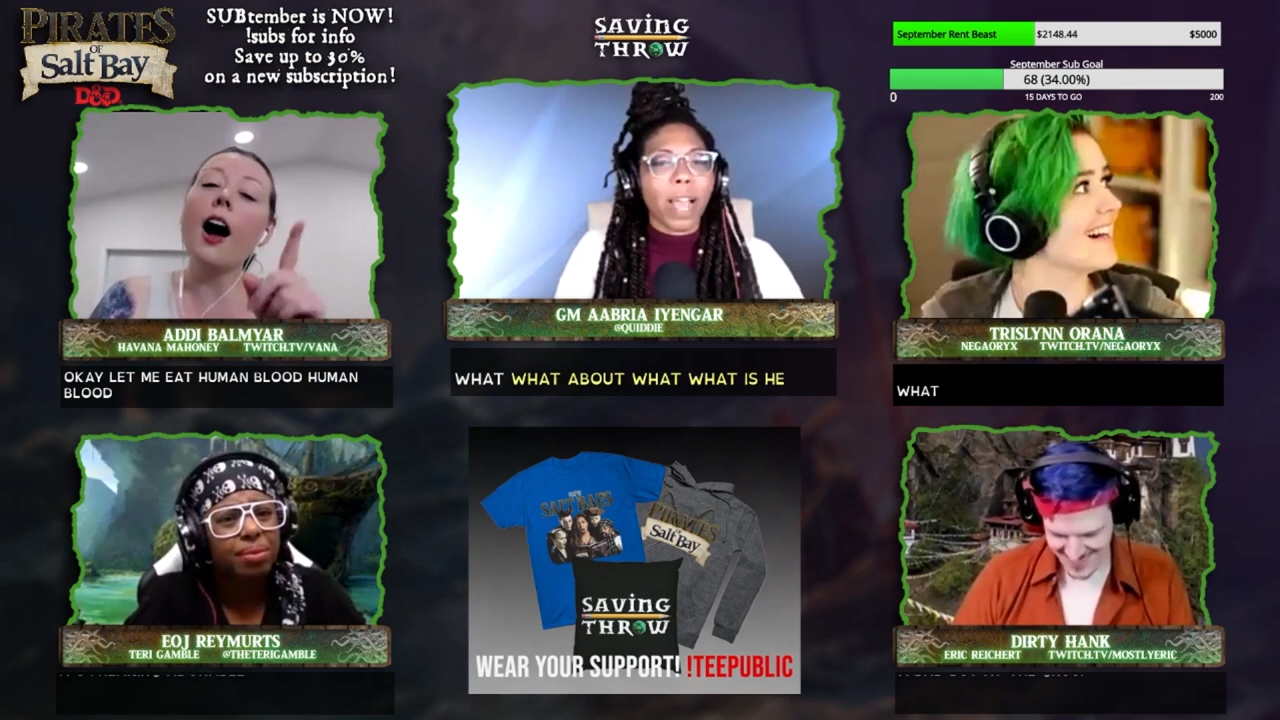 PIRATES
OF
Salt Bay
D&D
SUBtember is NOW!
!subs for info
Save up to 30%
on a new subscription!
SAVING
THROW
September Rent Beast $2148.44 $5000
September Sub Goal
68 (34.00%)
0 15 DAYS TO GO 200
ADDI BALMYAR
HAVANA MAHONEY TWITCH.TV/VANA
OKAY LET ME EAT HUMAN BLOOD HUMAN
BLOOD
GM AABRIA IYENGAR
@QUIDDIE
WHAT WHAT ABOUT WHAT WHAT IS HE
TRISLYNN ORANA
NEGAORYX TWITCH.TV/NEGAORYX
WHAT
EOJ REYMURTS
TERI GAMBLE @THETERIGAMBLE
SALT BAES
PIRATES
OF
Salt Bay
SAVING
THROW
WEAR YOUR SUPPORT! !TEEPUBLIC
DIRTY HANK
ERIC REICHERT TWITCH.TV/MOSTLYERIC